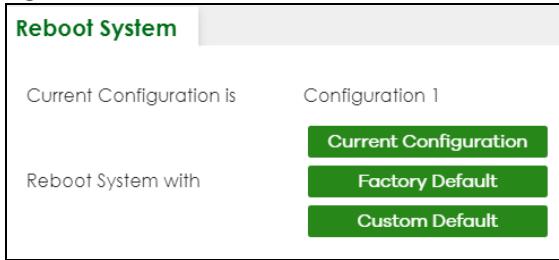 Reboot System
Current Configuration is Configuration 1
Current Configuration
Reboot System with Factory Default
Custom Default